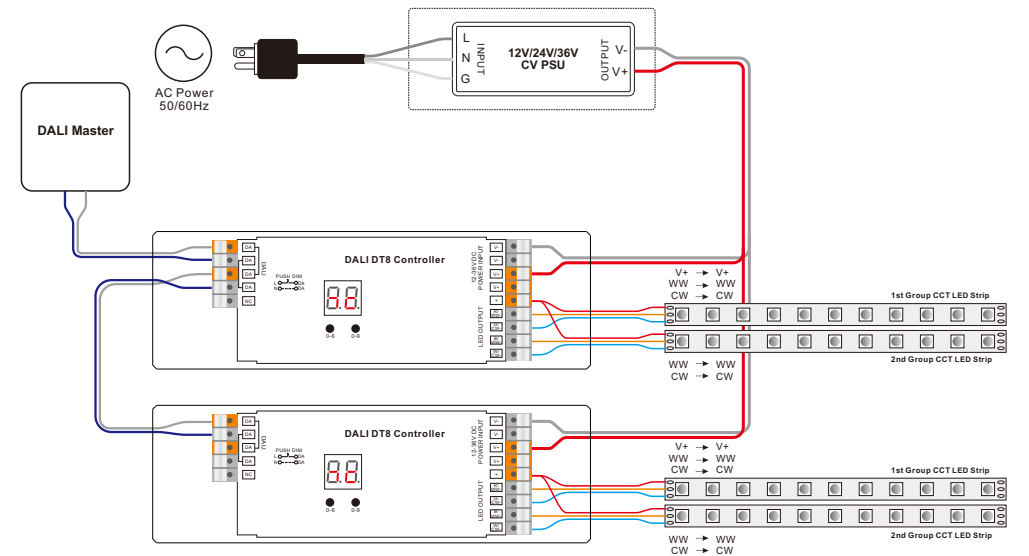 AC Power
50/60Hz
L
N
G
INPUT
12V/24V/36V
CV PSU
OUTPUT
V-
V+
DALI Master
DA
DA
DA
DA
NC
DALI
PUSH DIM
L DA
N DA
DALI DT8 Controller
0-6
0-9
12-36VDC
POWER INPUT
LED OUTPUT
V-
V-
V+
V+
+
V+ → V+
WW → WW
CW → CW
1st Group CCT LED Strip
2nd Group CCT LED Strip
WW → WW
CW → CW
DA
DA
DA
DA
NC
DALI
PUSH DIM
L DA
N DA
DALI DT8 Controller
0-6
0-9
12-36VDC
POWER INPUT
LED OUTPUT
V-
V-
V+
V+
+
V+ → V+
WW → WW
CW → CW
1st Group CCT LED Strip
2nd Group CCT LED Strip
WW → WW
CW → CW